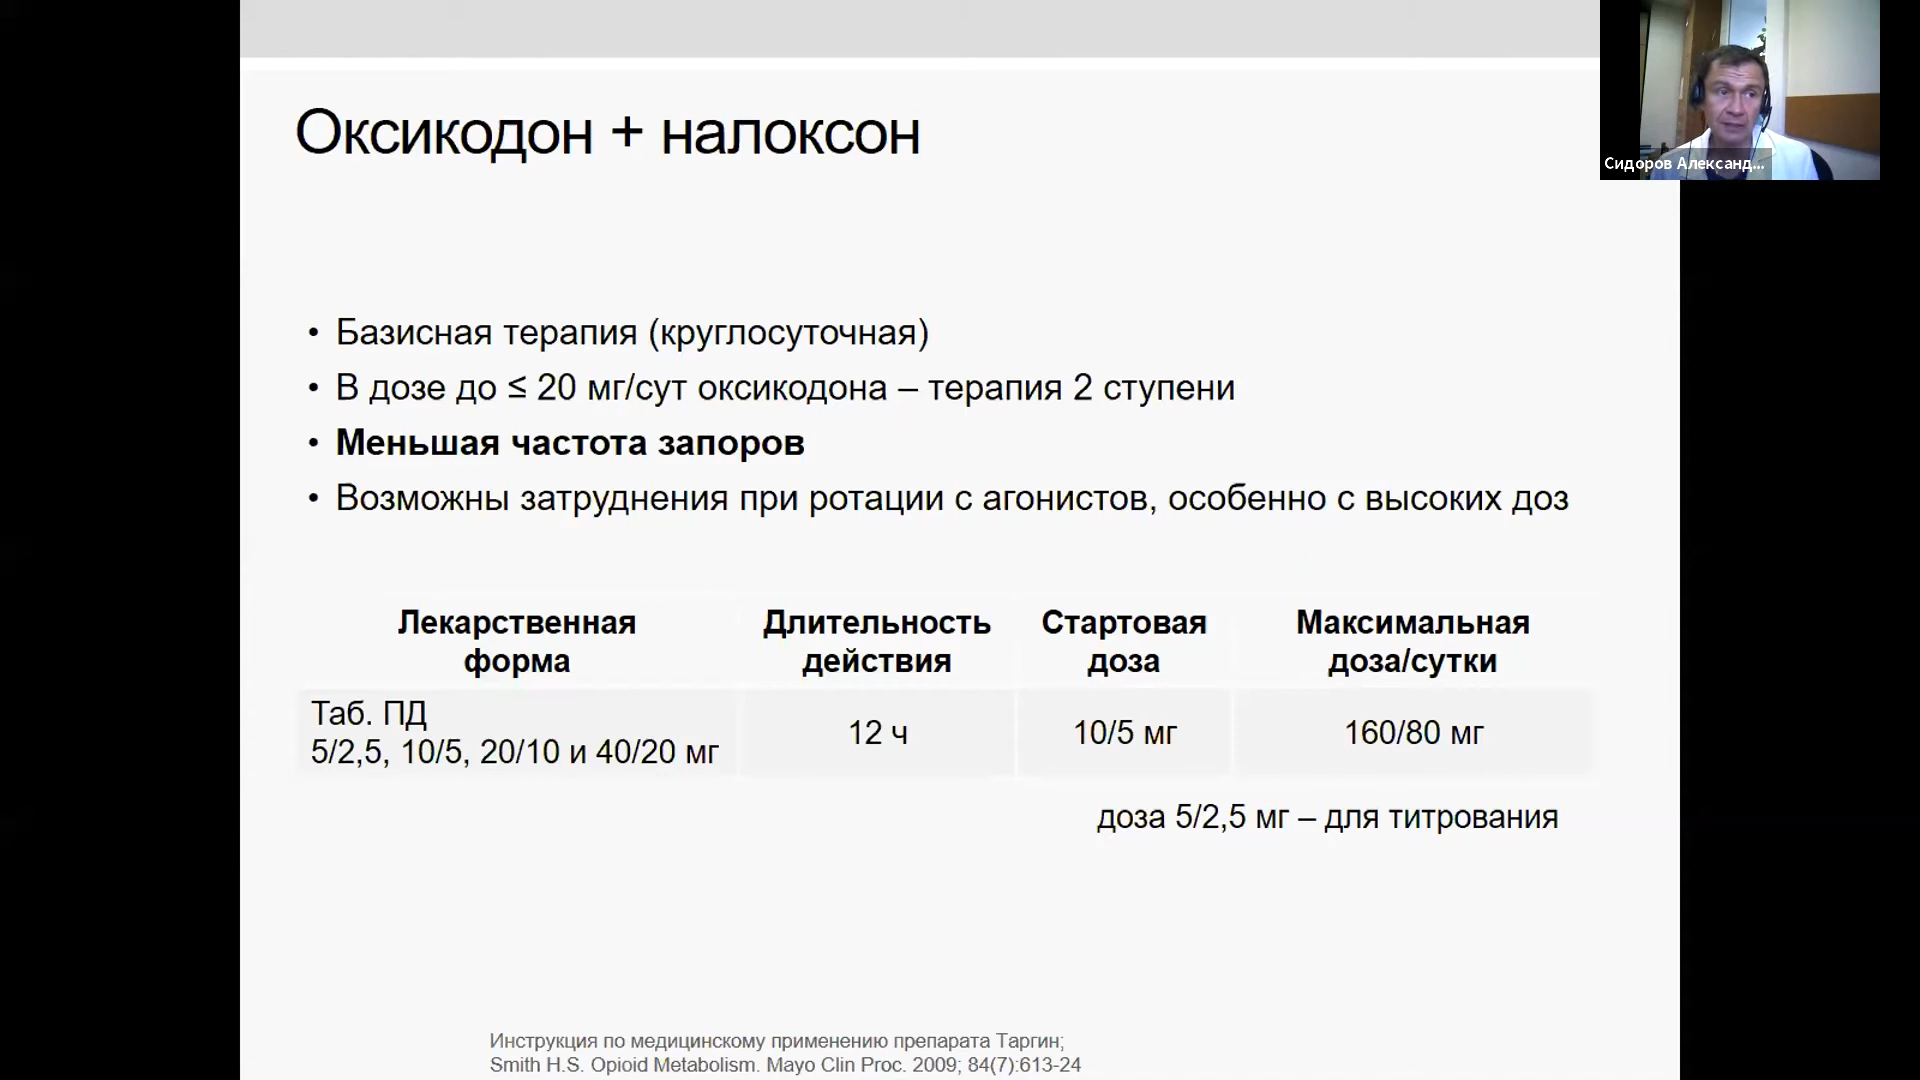 Оксикодон + налоксон
Сидоров Александ...
• Базисная терапия (круглосуточная)
• В дозе до ≤ 20 мг/сут оксикодона – терапия 2 ступени
• Меньшая частота запоров
• Возможны затруднения при ротации с агонистов, особенно с высоких доз
Лекарственная форма
Длительность действия
Стартовая доза
Максимальная доза/сутки
Таб. ПД
5/2,5, 10/5, 20/10 и 40/20 мг
12 ч
10/5 мг
160/80 мг
доза 5/2,5 мг – для титрования
Инструкция по медицинскому применению препарата Таргин;
Smith H.S. Opioid Metabolism. Mayo Clin Proc. 2009; 84(7):613-24